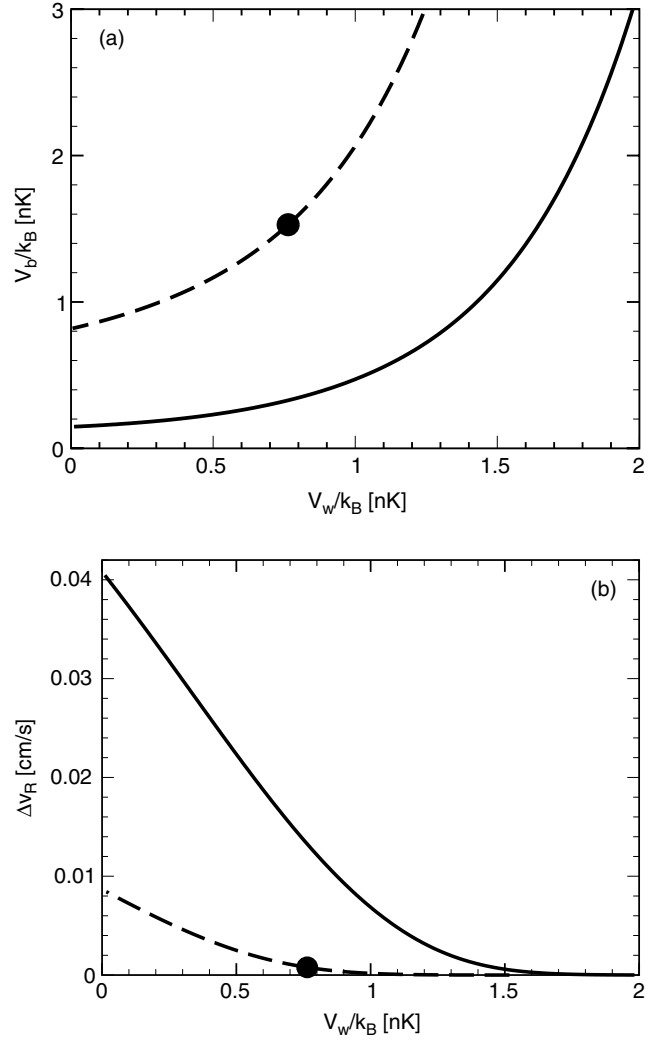 3
(a)
2
V_b/k_B [nK]
1
0
0 0.5 1 1.5 2
V_w/k_B [nK]
0.04
(b)
0.03
Δv_R [cm/s]
0.02
0.01
0
0 0.5 1 1.5 2
V_w/k_B [nK]